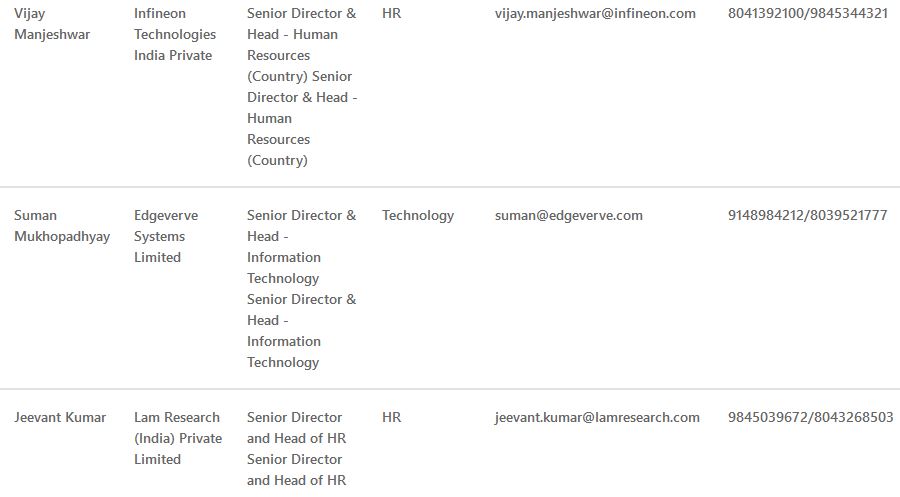 Vijay Manjeshwar
Infineon Technologies India Private
Senior Director & Head - Human Resources (Country) Senior Director & Head - Human Resources (Country)
HR
vijay.manjeshwar@infineon.com
8041392100/9845344321
Suman Mukhopadhyay
Edgeverve Systems Limited
Senior Director & Head - Information Technology Senior Director & Head - Information Technology
Technology
suman@edgeverve.com
9148984212/8039521777
Jeevant Kumar
Lam Research (India) Private Limited
Senior Director and Head of HR Senior Director and Head of HR
HR
jeevant.kumar@lamresearch.com
9845039672/8043268503